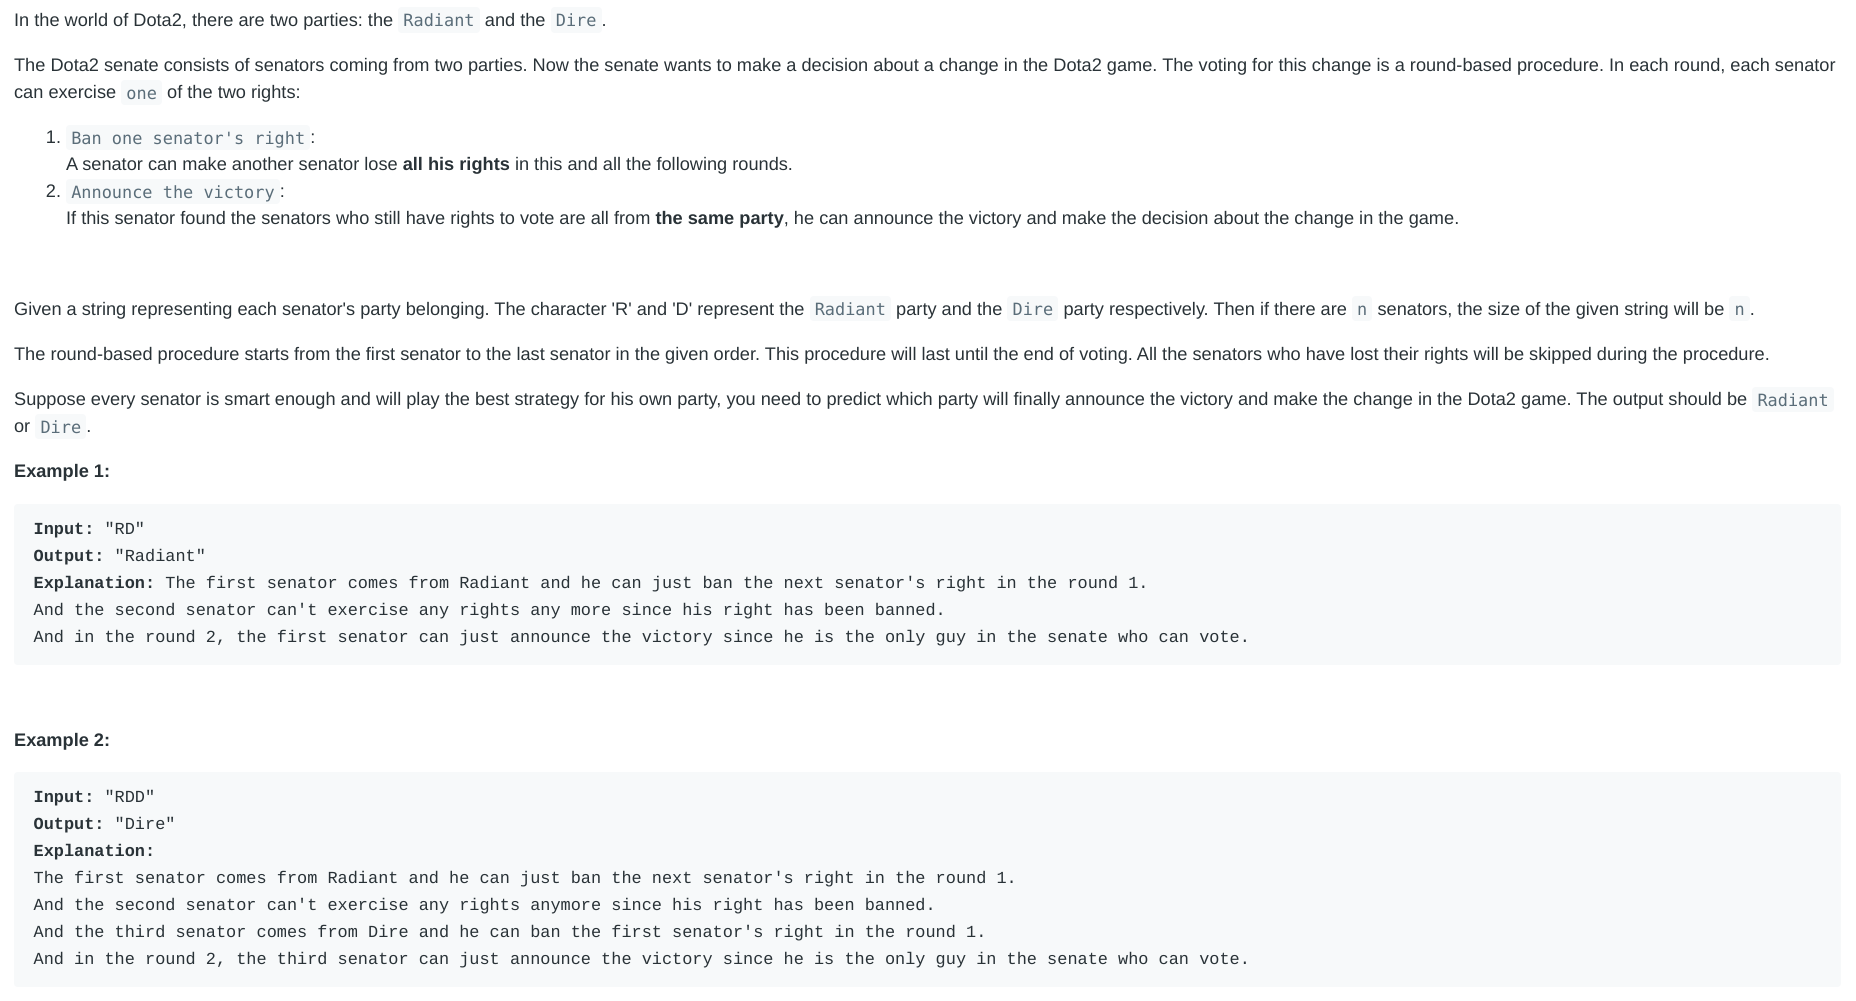 In the world of Dota2, there are two parties: the Radiant and the Dire.
The Dota2 senate consists of senators coming from two parties. Now the senate wants to make a decision about a change in the Dota2 game. The voting for this change is a round-based procedure. In each round, each senator
can exercise one of the two rights:
1. Ban one senator's right:
A senator can make another senator lose all his rights in this and all the following rounds.
2. Announce the victory:
If this senator found the senators who still have rights to vote are all from the same party, he can announce the victory and make the decision about the change in the game.
Given a string representing each senator's party belonging. The character 'R' and 'D' represent the Radiant party and the Dire party respectively. Then if there are n senators, the size of the given string will be n.
The round-based procedure starts from the first senator to the last senator in the given order. This procedure will last until the end of voting. All the senators who have lost their rights will be skipped during the procedure.
Suppose every senator is smart enough and will play the best strategy for his own party, you need to predict which party will finally announce the victory and make the change in the Dota2 game. The output should be Radiant
or Dire.
Example 1:
Input: "RD"
Output: "Radiant"
Explanation: The first senator comes from Radiant and he can just ban the next senator's right in the round 1.
And the second senator can't exercise any rights any more since his right has been banned.
And in the round 2, the first senator can just announce the victory since he is the only guy in the senate who can vote.
Example 2:
Input: "RDD"
Output: "Dire"
Explanation:
The first senator comes from Radiant and he can just ban the next senator's right in the round 1.
And the second senator can't exercise any rights anymore since his right has been banned.
And the third senator comes from Dire and he can ban the first senator's right in the round 1.
And in the round 2, the third senator can just announce the victory since he is the only guy in the senate who can vote.